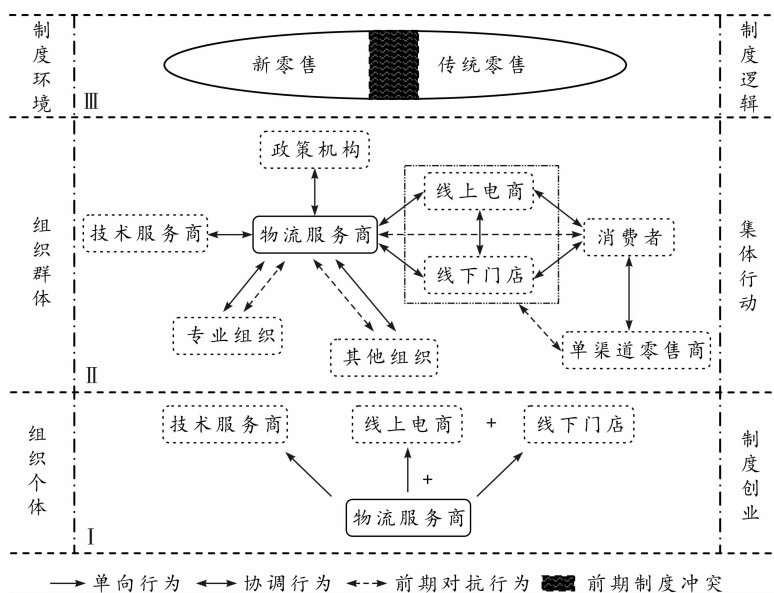 制度环境
新零售
传统零售
制度逻辑
Ⅲ
政策机构
线上电商
技术服务商
物流服务商
消费者
组织群体
集体行动
线下门店
专业组织
其他组织
单渠道零售商
Ⅱ
技术服务商
线上电商
+
线下门店
组织个体
制度创业
+
物流服务商
Ⅰ
单向行为
协调行为
前期对抗行为
前期制度冲突